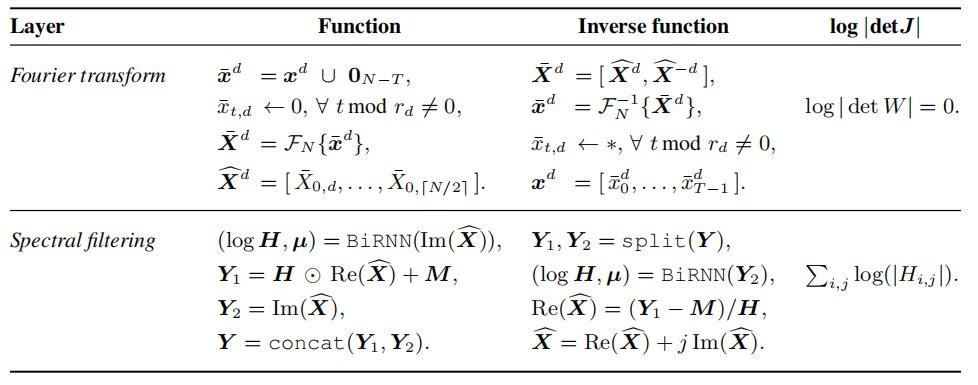 Layer Function Inverse function log |det J|
Fourier transform x̄^d = x^d ∪ 0_{N−T}, X̄^d = [ X̂^d, X̂^{−d} ],
x̄_{t,d} ← 0, ∀ t mod r_d ≠ 0, x̄^d = F_N^{−1}{X̄^d}, log | det W| = 0.
X̄^d = F_N{x̄^d}, x̄_{t,d} ← ∗, ∀ t mod r_d ≠ 0,
X̂^d = [ X̄_{0,d}, . . . , X̄_{0,⌈N/2⌉} ]. x^d = [ x̄_0^d, . . . , x̄_{T−1}^d ].
Spectral filtering (log H, μ) = BiRNN(Im(X̂)), Y_1, Y_2 = split(Y),
Y_1 = H ⊙ Re(X̂) + M, (log H, μ) = BiRNN(Y_2), ∑_{i,j} log(|H_{i,j}|).
Y_2 = Im(X̂), Re(X̂) = (Y_1 − M)/H,
Y = concat(Y_1, Y_2). X̂ = Re(X̂) + j Im(X̂).